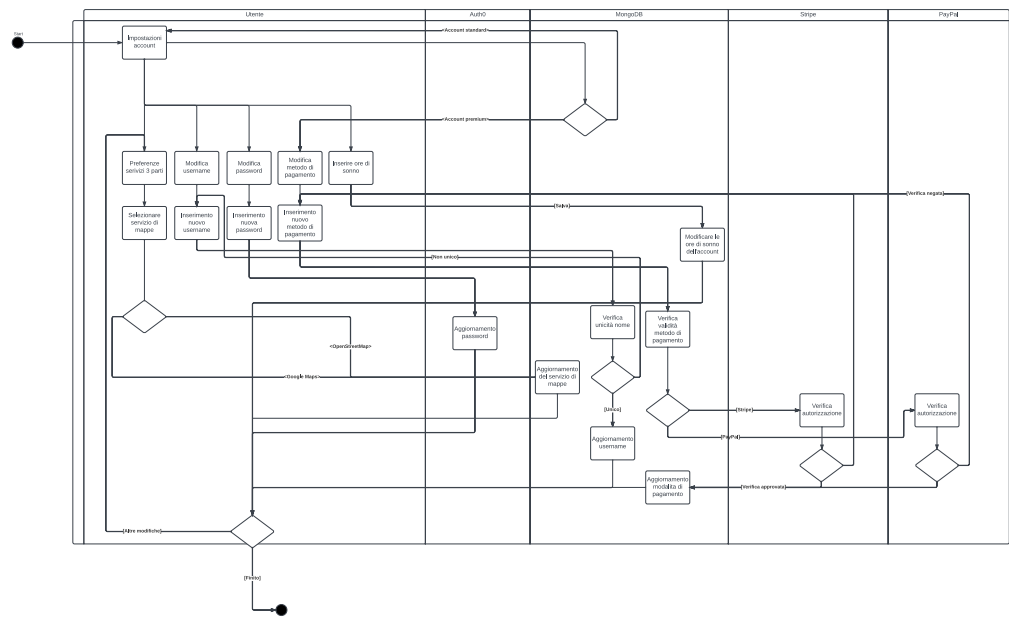 Utente
Auth0
MongoDB
Stripe
PayPal
Start
Impostazioni
account
<Account standard>
<Account premium>
Preferenze
serivizi 3 parti
Modifica
username
Modifica
password
Modifica
metodo di
pagamento
Inserire ore di
sonno
[Verifica negata]
Selezionare
servizio di
mappe
Inserimento
nuovo
username
Inserimento
nuova
password
Inserimento
nuovo
metodo di
pagamento
[Salva]
Modificare le
ore di sonno
dell'account
[Non unico]
Verifica
unicità nome
Verifica
validità
metodo di
pagamento
Aggiornamento
password
<OpenStreetMap>
<Google Maps>
Aggiornamento
del servizio di
mappe
[Unico]
[Stripe]
Verifica
autorizzazione
Verifica
autorizzazione
[PayPal]
Aggiornamento
username
Aggiornamento
modalità di
pagamento
[Verifica approvata]
[Altre modifiche]
[Finito]